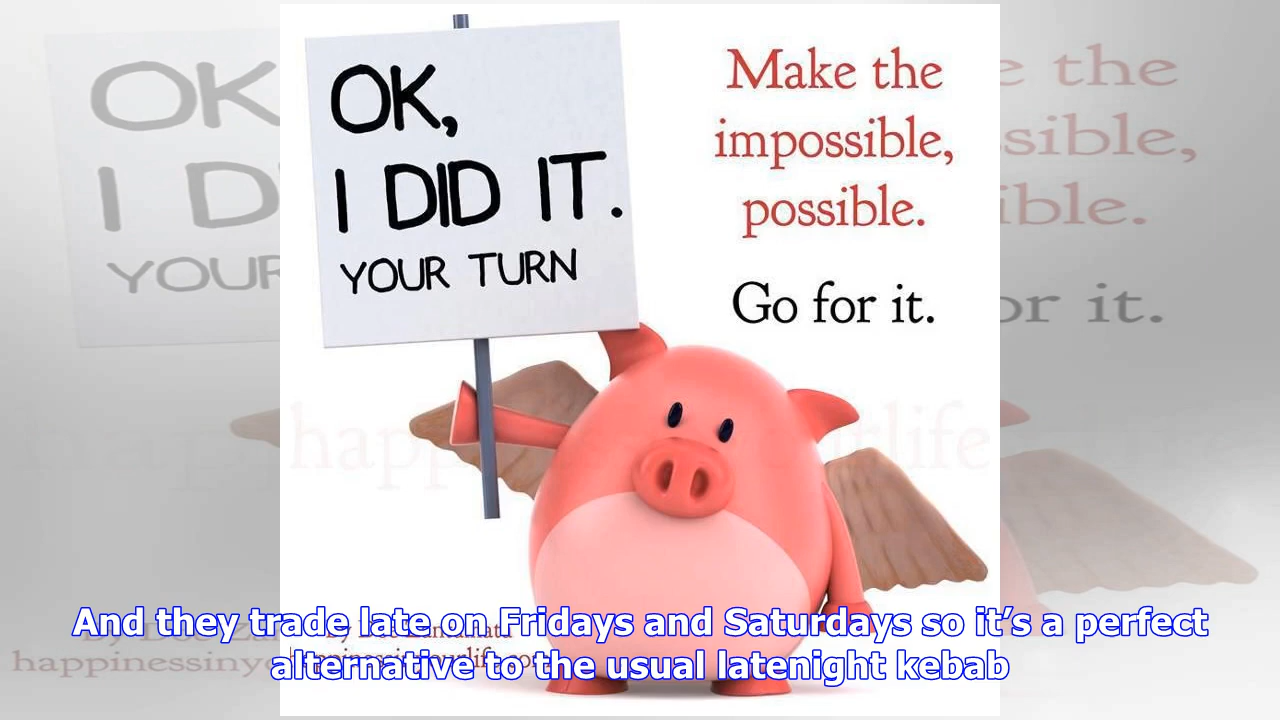 OK,
I DID IT.
YOUR TURN
Make the
impossible,
possible.
Go for it.
And they trade late on Fridays and Saturdays so it’s a perfect
alternative to the usual latenight kebab